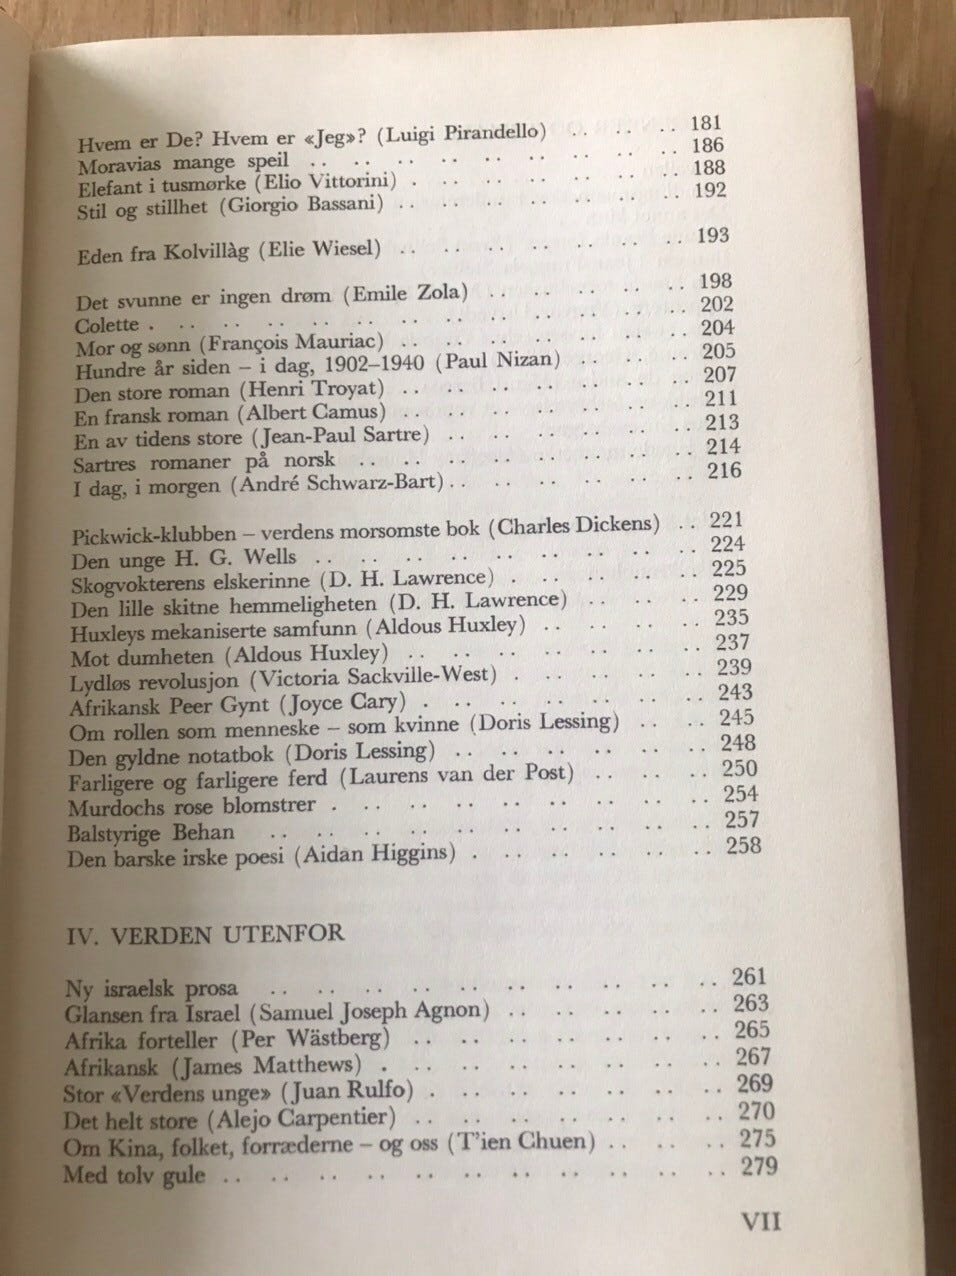 Hvem er De? Hvem er «Jeg»? (Luigi Pirandello) .. .. .. 181
Moravias mange speil .. .. .. .. .. .. .. .. 186
Elefant i tusmørke (Elio Vittorini) . .. .. .. .. .. .. 188
Stil og stillhet (Giorgio Bassani) .. .. .. .. .. .. .. 192
Eden fra Kolvillàg (Elie Wiesel) .. .. .. .. .. .. .. 193
Det svunne er ingen drøm (Emile Zola) .. .. .. .. .. 198
Colette . .. .. .. .. .. .. .. .. .. .. .. .. 202
Mor og sønn (François Mauriac) .. .. .. .. .. .. .. 204
Hundre år siden – i dag, 1902–1940 (Paul Nizan) .. .. .. 205
Den store roman (Henri Troyat) .. .. .. .. .. .. .. 207
En fransk roman (Albert Camus) .. .. .. .. .. .. .. 211
En av tidens store (Jean-Paul Sartre) .. .. .. .. .. .. 213
Sartres romaner på norsk .. .. .. .. .. .. .. .. 214
I dag, i morgen (André Schwarz-Bart) .. .. .. .. .. .. 216
Pickwick-klubben – verdens morsomste bok (Charles Dickens) .. 221
Den unge H. G. Wells .. .. .. .. .. .. .. .. .. 224
Skogvokterens elskerinne (D. H. Lawrence) . .. .. .. .. 225
Den lille skitne hemmeligheten (D. H. Lawrence) .. .. .. 229
Huxleys mekaniserte samfunn (Aldous Huxley) .. .. .. .. 235
Mot dumheten (Aldous Huxley) .. .. .. .. .. .. .. 237
Lydløs revolusjon (Victoria Sackville-West) . .. .. .. .. 239
Afrikansk Peer Gynt (Joyce Cary) . .. .. .. .. .. .. 243
Om rollen som menneske – som kvinne (Doris Lessing) .. .. 245
Den gyldne notatbok (Doris Lessing) .. .. .. .. .. .. 248
Farligere og farligere ferd (Laurens van der Post) .. .. .. 250
Murdochs rose blomstrer . .. .. .. .. .. .. .. .. 254
Balstyrige Behan .. .. .. .. .. .. .. .. .. .. 257
Den barske irske poesi (Aidan Higgins) . .. .. .. .. .. 258
IV. VERDEN UTENFOR
Ny israelsk prosa .. .. .. .. .. .. .. .. .. .. 261
Glansen fra Israel (Samuel Joseph Agnon) .. .. .. .. .. 263
Afrika forteller (Per Wästberg) .. .. .. .. .. .. .. 265
Afrikansk (James Matthews) . .. .. .. .. .. .. .. 267
Stor «Verdens unge» (Juan Rulfo) . .. .. .. .. .. .. 269
Det helt store (Alejo Carpentier) .. .. .. .. .. .. .. 270
Om Kina, folket, forræderne – og oss (T'ien Chuen) .. .. .. 275
Med tolv gule .. .. .. .. .. .. .. .. .. .. .. 279
VII